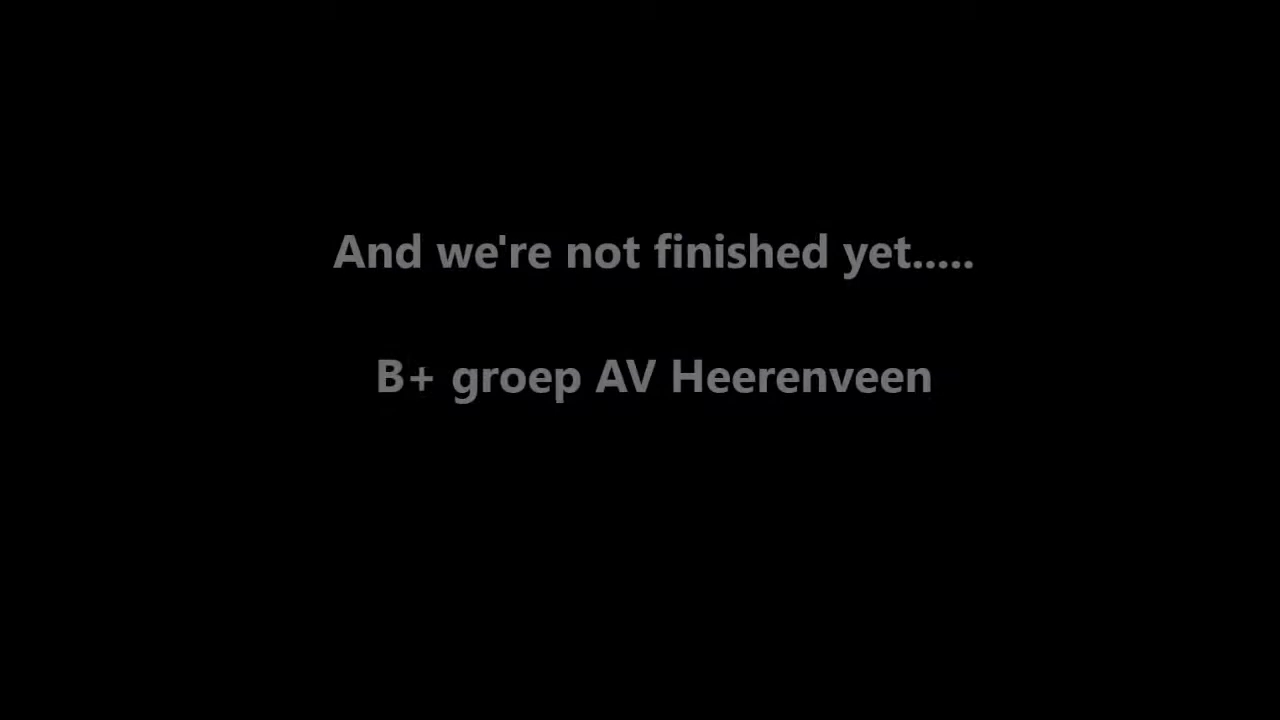 And we're not finished yet.....
B+ groep AV Heerenveen